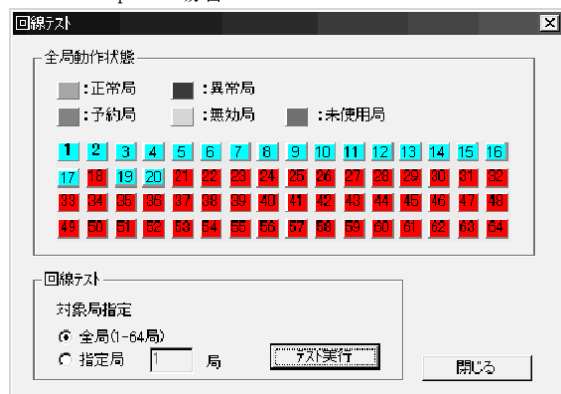 回線テスト
全局動作状態
:正常局 :異常局
:予約局 :無効局 :未使用局
1 2 3 4 5 6 7 8 9 10 11 12 13 14 15 16
17 18 19 20 21 22 23 24 25 26 27 28 29 30 31 32
33 34 35 36 37 38 39 40 41 42 43 44 45 46 47 48
49 50 51 52 53 54 55 56 57 58 59 60 61 62 63 64
回線テスト
対象局指定
全局(1-64局)
指定局 1 局
テスト実行
閉じる